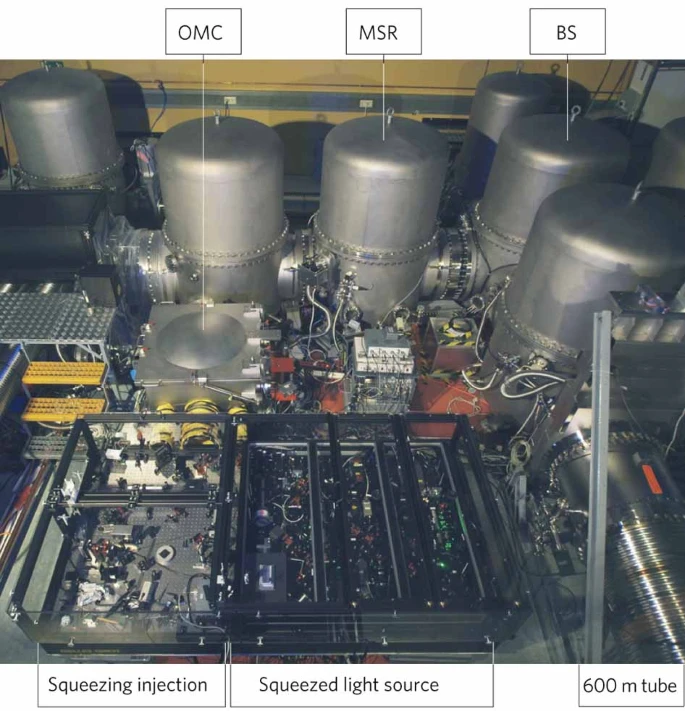 OMC
MSR
BS
Squeezing injection
Squeezed light source
600 m tube